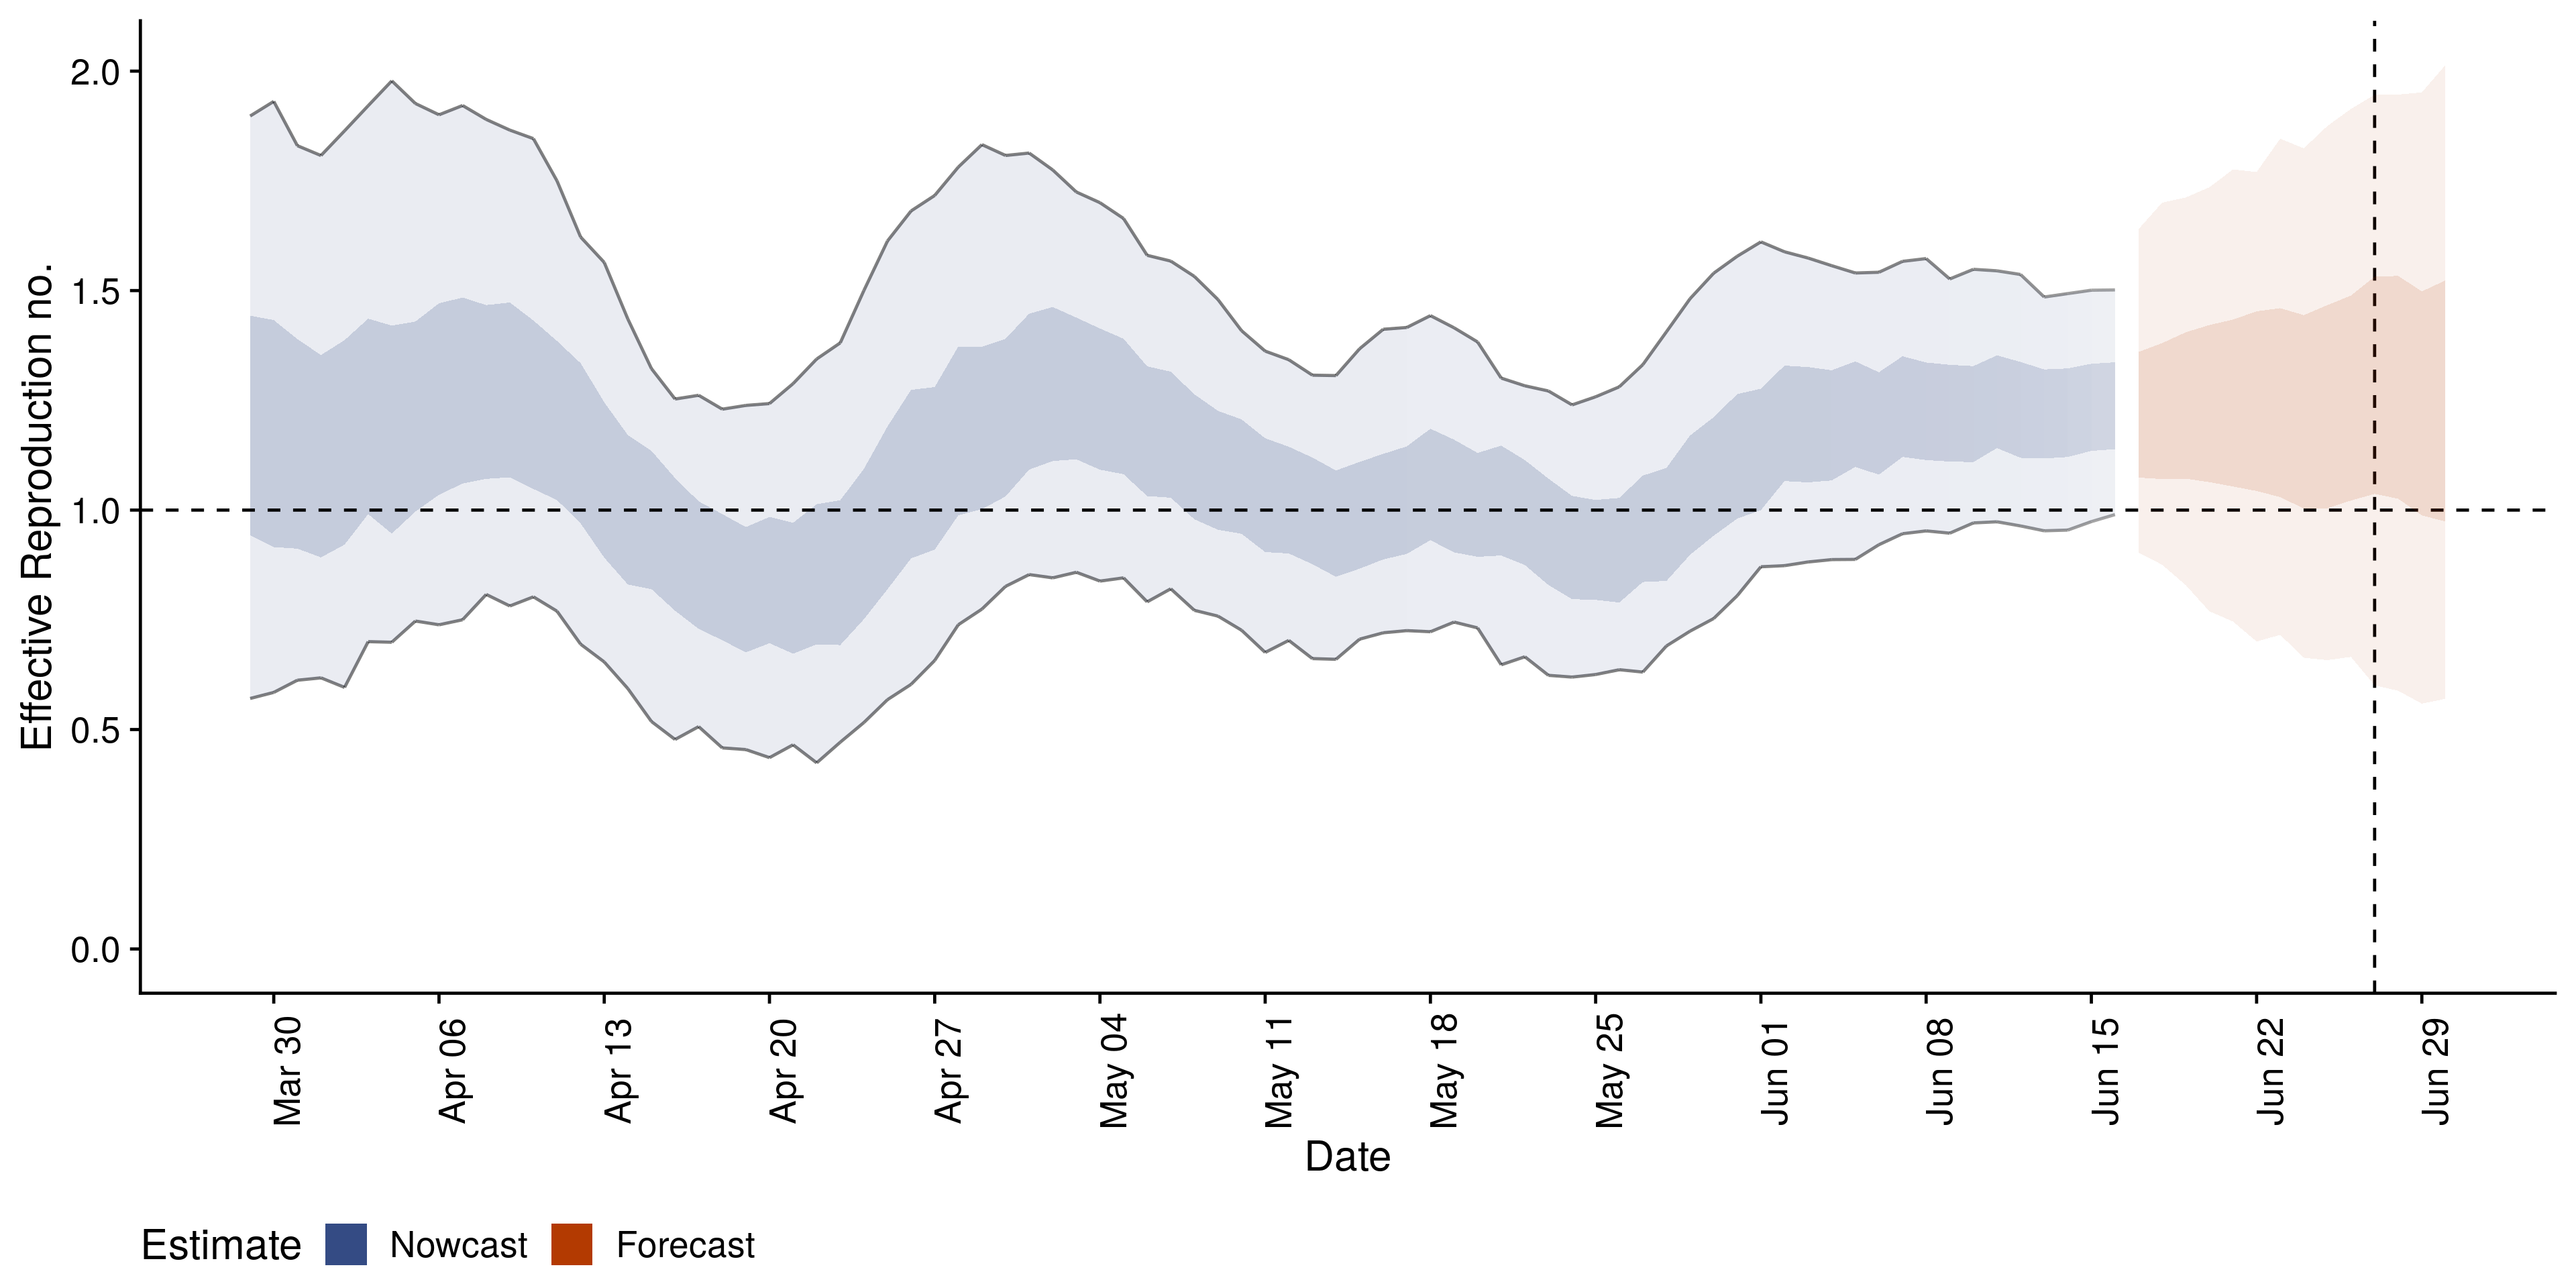 Effective Reproduction no.
2.0
1.5
1.0
0.5
0.0
Mar 30
Apr 06
Apr 13
Apr 20
Apr 27
May 04
May 11
May 18
May 25
Jun 01
Jun 08
Jun 15
Jun 22
Jun 29
Date
Estimate Nowcast Forecast